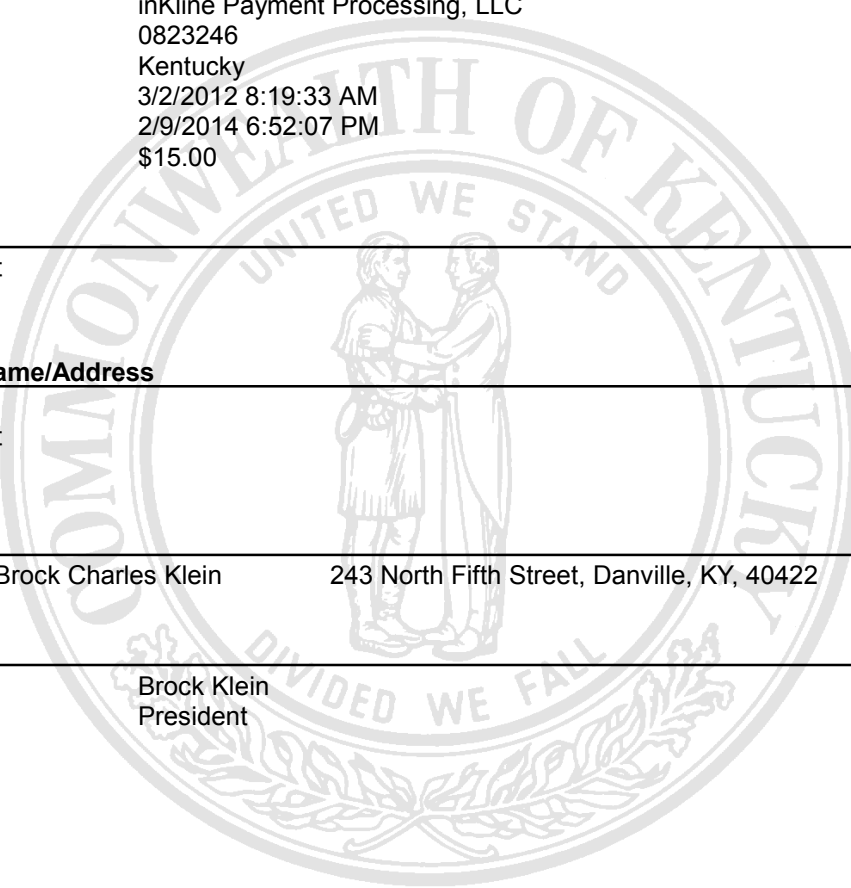 inKline Payment Processing, LLC
0823246
Kentucky
3/2/2012 8:19:33 AM
2/9/2014 6:52:07 PM
$15.00
COMMONWEALTH OF KENTUCKY
UNITED WE STAND
t
ame/Address
t
Brock Charles Klein 243 North Fifth Street, Danville, KY, 40422
DIVIDED WE FALL
Brock Klein
President